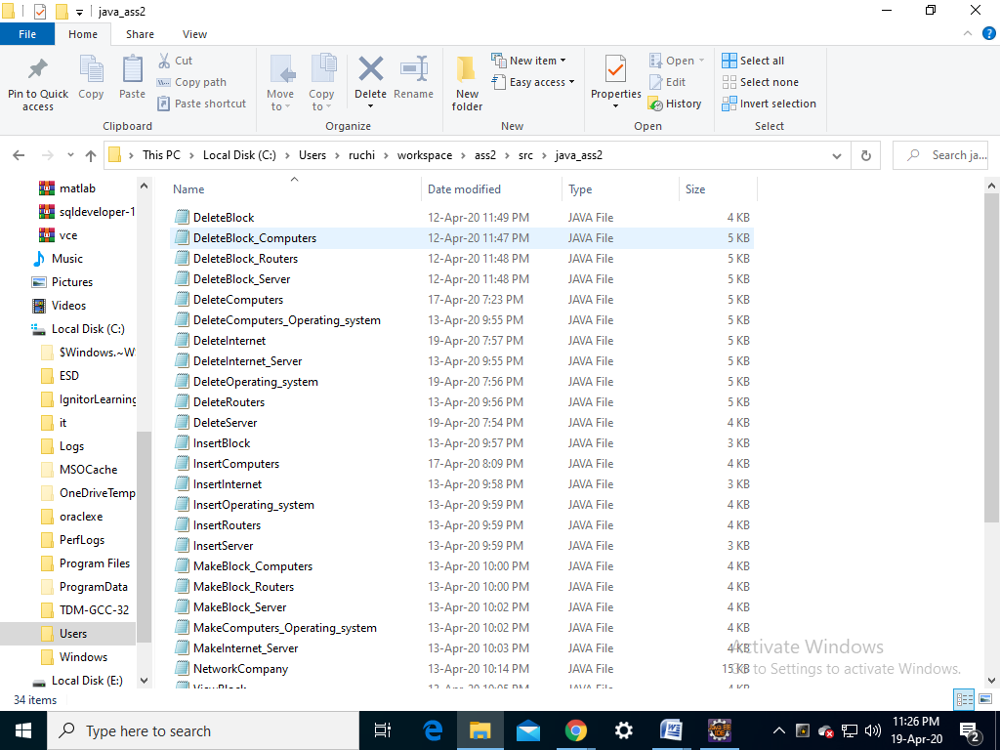 java_ass2
File Home Share View
Pin to Quick access
Copy
Paste
Cut
Copy path
Paste shortcut
Clipboard
Move to
Copy to
Delete
Rename
Organize
New folder
New item
Easy access
New
Properties
Open
Edit
History
Open
Select all
Select none
Invert selection
Select
This PC > Local Disk (C:) > Users > ruchi > workspace > ass2 > src > java_ass2
Search ja...
matlab
sqldeveloper-1
vce
Music
Pictures
Videos
Local Disk (C:)
$Windows.~W
ESD
IgnitorLearning
it
Logs
MSOCache
OneDriveTemp
oraclexe
PerfLogs
Program Files
ProgramData
TDM-GCC-32
Users
Windows
Local Disk (E:)
Name Date modified Type Size
DeleteBlock 12-Apr-20 11:49 PM JAVA File 4 KB
DeleteBlock_Computers 12-Apr-20 11:47 PM JAVA File 5 KB
DeleteBlock_Routers 12-Apr-20 11:48 PM JAVA File 5 KB
DeleteBlock_Server 12-Apr-20 11:48 PM JAVA File 5 KB
DeleteComputers 17-Apr-20 7:23 PM JAVA File 5 KB
DeleteComputers_Operating_system 13-Apr-20 9:55 PM JAVA File 5 KB
DeleteInternet 19-Apr-20 7:57 PM JAVA File 5 KB
DeleteInternet_Server 13-Apr-20 9:55 PM JAVA File 5 KB
DeleteOperating_system 19-Apr-20 7:56 PM JAVA File 5 KB
DeleteRouters 13-Apr-20 9:56 PM JAVA File 5 KB
DeleteServer 19-Apr-20 7:54 PM JAVA File 4 KB
InsertBlock 13-Apr-20 9:57 PM JAVA File 3 KB
InsertComputers 17-Apr-20 8:09 PM JAVA File 4 KB
InsertInternet 13-Apr-20 9:58 PM JAVA File 3 KB
InsertOperating_system 13-Apr-20 9:59 PM JAVA File 4 KB
InsertRouters 13-Apr-20 9:59 PM JAVA File 4 KB
InsertServer 13-Apr-20 9:59 PM JAVA File 3 KB
MakeBlock_Computers 13-Apr-20 10:00 PM JAVA File 4 KB
MakeBlock_Routers 13-Apr-20 10:00 PM JAVA File 4 KB
MakeBlock_Server 13-Apr-20 10:02 PM JAVA File 4 KB
MakeComputers_Operating_system 13-Apr-20 10:02 PM JAVA File 4 KB
MakeInternet_Server 13-Apr-20 10:03 PM JAVA File 4 KB
NetworkCompany 13-Apr-20 10:14 PM JAVA File 15 KB
Activate Windows
Go to Settings to activate Windows.
34 items
Type here to search
11:26 PM
19-Apr-20
2